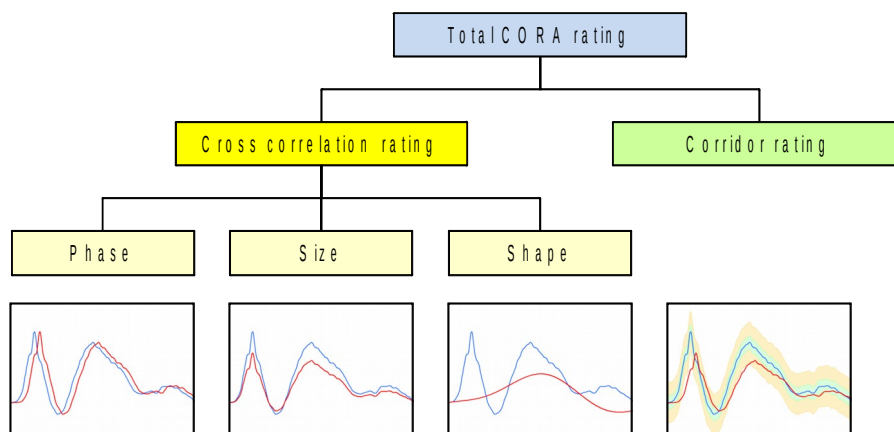 Total CORA rating
Cross correlation rating
Corridor rating
Phase
Size
Shape